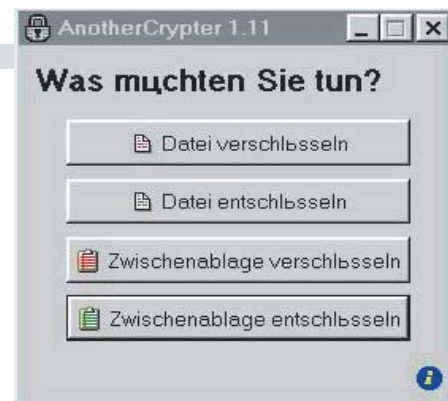 AnotherCrypter 1.11
Was mцchten Sie tun?
Datei verschlьsseln
Datei entschlьsseln
Zwischenablage verschlьsseln
Zwischenablage entschlьsseln